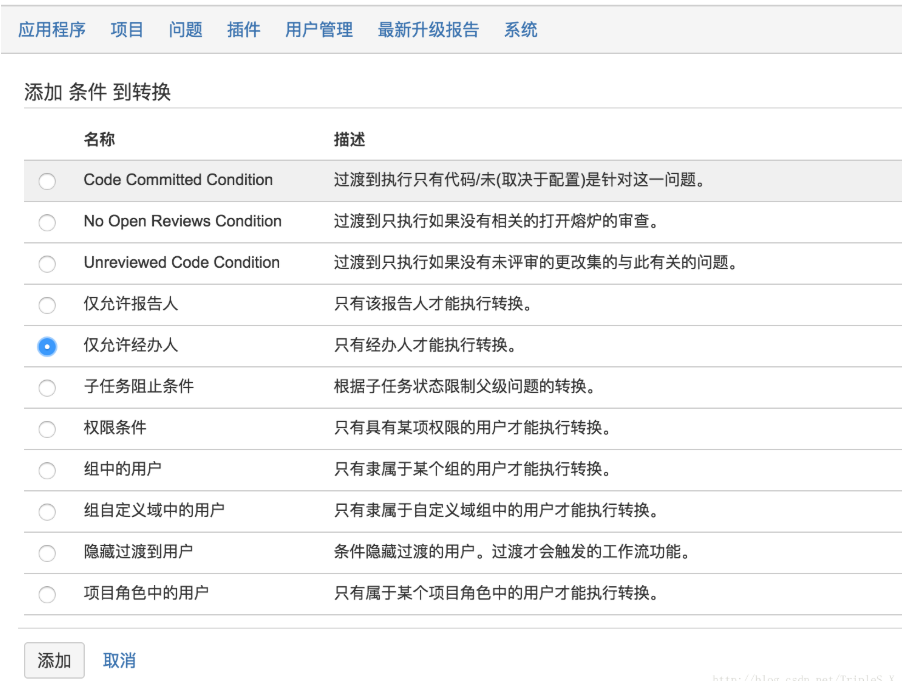 应用程序 项目 问题 插件 用户管理 最新升级报告 系统
添加 条件 到转换
名称 描述
Code Committed Condition 过渡到执行只有代码/未(取决于配置)是针对这一问题。
No Open Reviews Condition 过渡到只执行如果没有相关的打开熔炉的审查。
Unreviewed Code Condition 过渡到只执行如果没有未评审的更改集的与此有关的问题。
仅允许报告人 只有该报告人才能执行转换。
仅允许经办人 只有经办人才能执行转换。
子任务阻止条件 根据子任务状态限制父级问题的转换。
权限条件 只有具有某项权限的用户才能执行转换。
组中的用户 只有隶属于某个组的用户才能执行转换。
组自定义域中的用户 只有隶属于自定义域组中的用户才能执行转换。
隐藏过渡到用户 条件隐藏过渡的用户。过渡才会触发的工作流功能。
项目角色中的用户 只有属于某个项目角色中的用户才能执行转换。
添加 取消
http://blog.csdn.net/TripleS_X